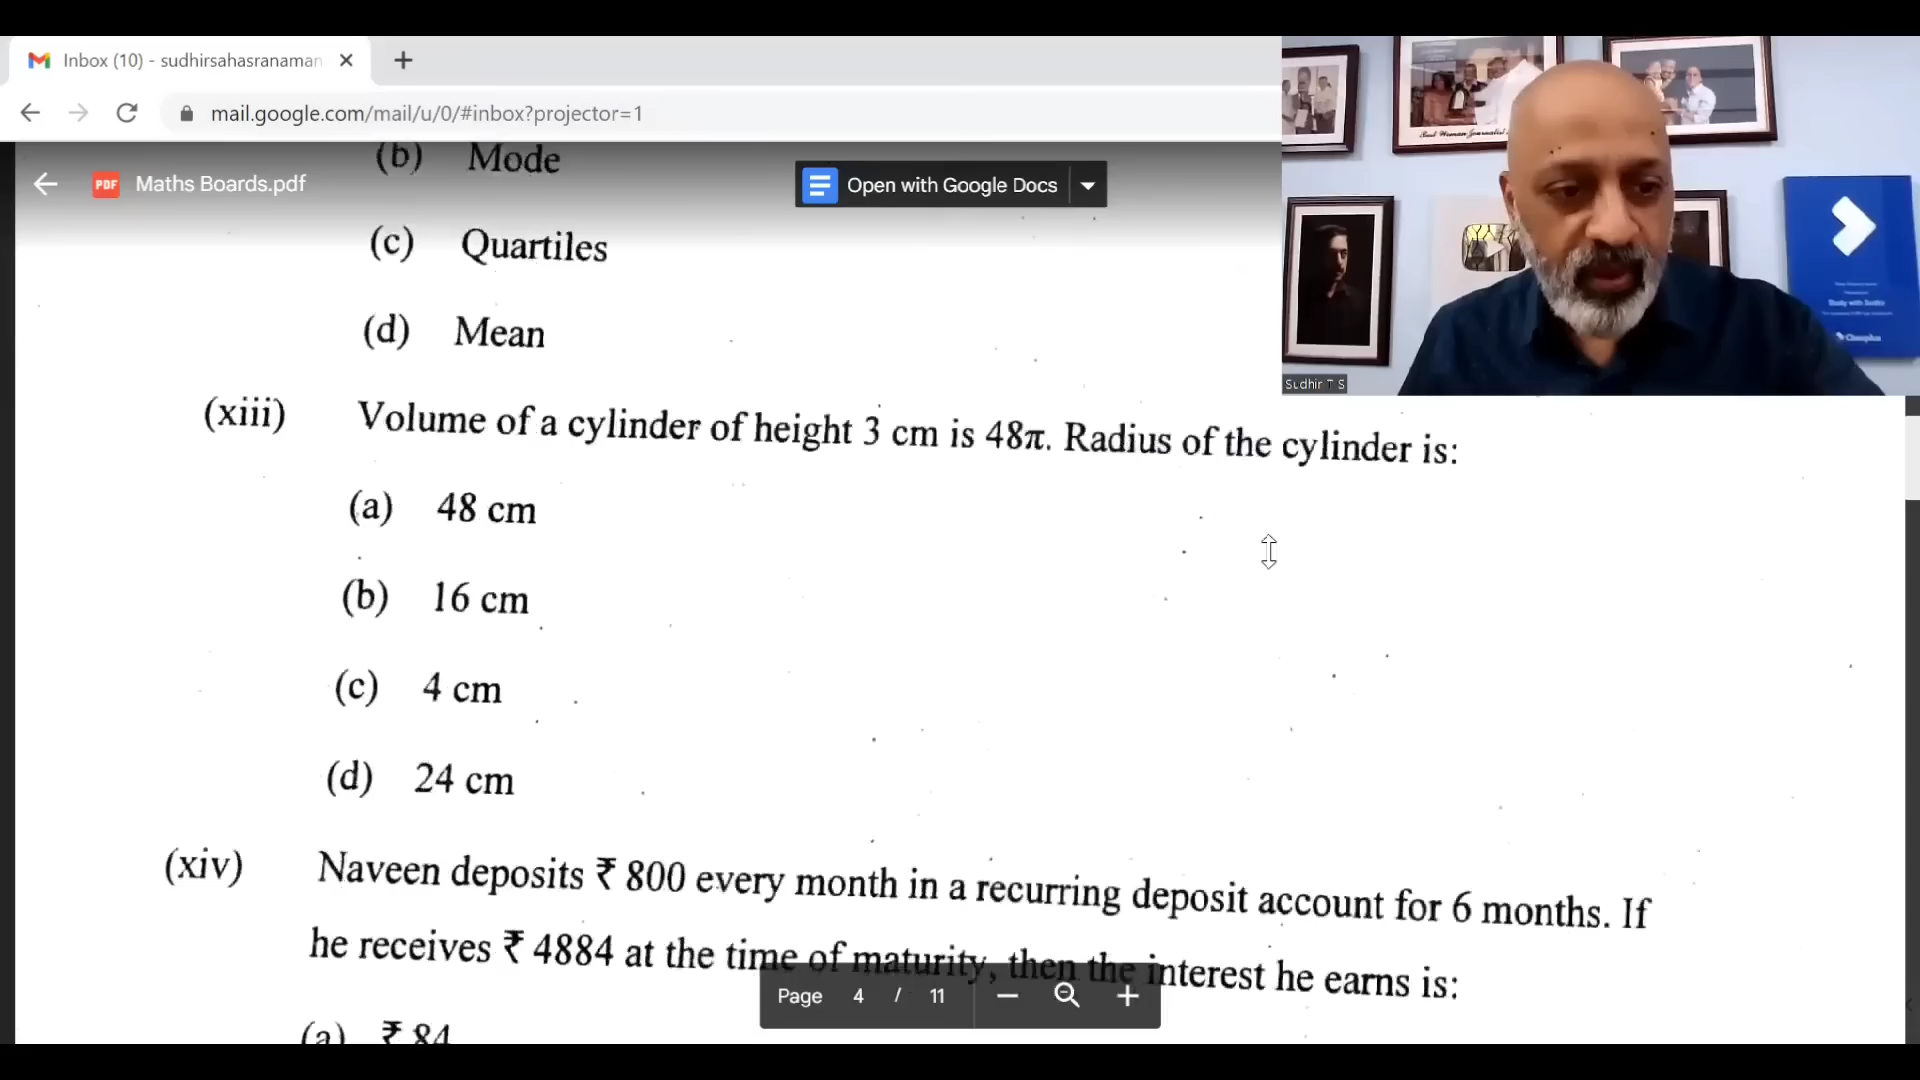 Inbox (10) - sudhirsahasranaman
mail.google.com/mail/u/0/#inbox?projector=1
(b) Mode
Maths Boards.pdf
PDF
Open with Google Docs
(c) Quartiles
(d) Mean
Sudhir T S
(xiii) Volume of a cylinder of height 3 cm is 48π. Radius of the cylinder is:
(a) 48 cm
(b) 16 cm
(c) 4 cm
(d) 24 cm
(xiv) Naveen deposits ₹ 800 every month in a recurring deposit account for 6 months. If
he receives ₹ 4884 at the time of maturity, then the interest he earns is:
Page 4 / 11
(a) ₹ 84